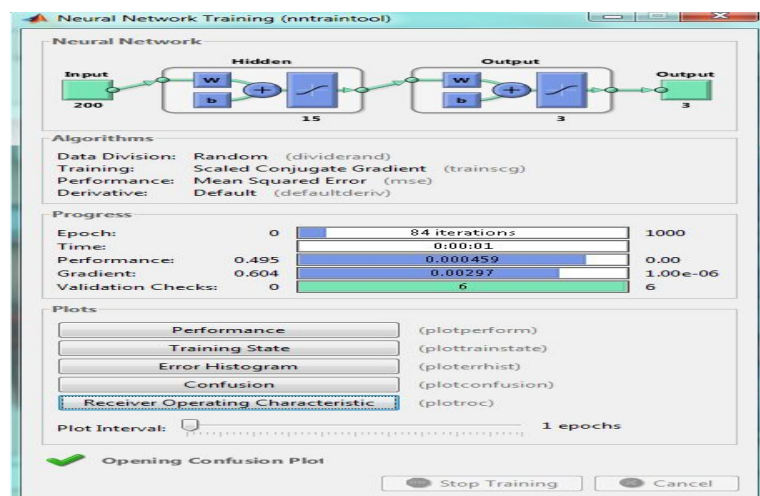 Neural Network Training (nntraintool)
Neural Network
Hidden
Output
Input
Output
W
W
b
b
+
+
200
15
3
3
Algorithms
Data Division: Random (dividerand)
Training: Scaled Conjugate Gradient (trainscg)
Performance: Mean Squared Error (mse)
Derivative: Default (defaultderiv)
Progress
Epoch: 0 84 iterations 1000
Time: 0:00:01
Performance: 0.495 0.000459 0.00
Gradient: 0.604 0.00297 1.00e-06
Validation Checks: 0 6 6
Plots
Performance (plotperform)
Training State (plottrainstate)
Error Histogram (ploterrhist)
Confusion (plotconfusion)
Receiver Operating Characteristic (plotroc)
Plot Interval: 1 epochs
Opening Confusion Plot
Stop Training Cancel